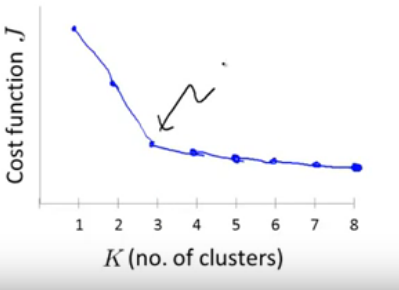 Cost function J
1 2 3 4 5 6 7 8
K (no. of clusters)